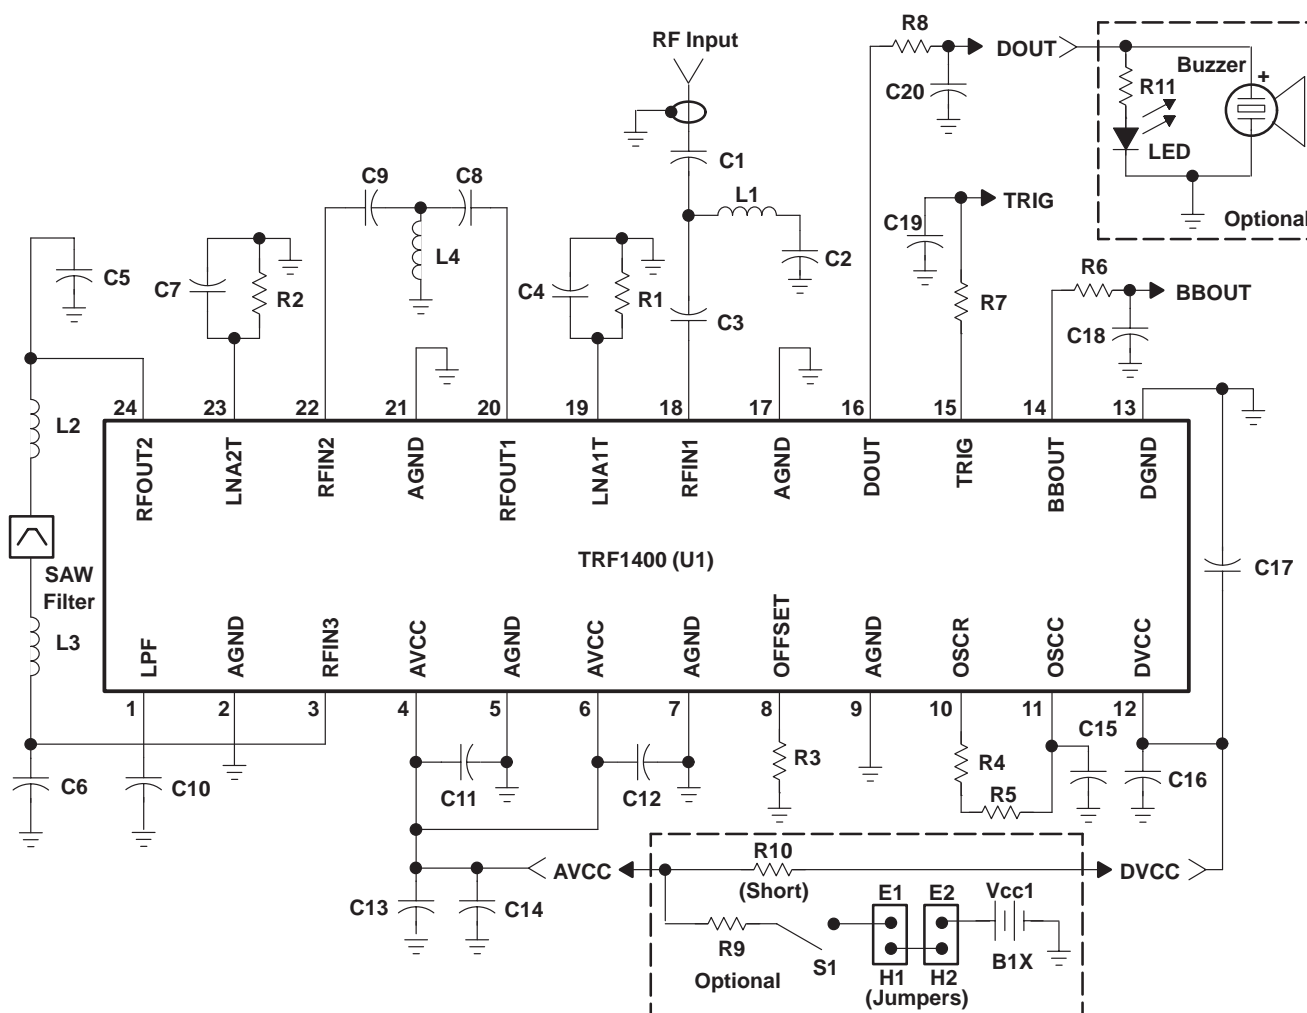 RF Input
R8
DOUT
Buzzer
+
R11
C20
LED
Optional
C1
C9
C8
L1
TRIG
C19
C5
C7
R2
L4
C4
R1
C2
R6
C3
R7
BBOUT
C18
24
23
22
21
20
19
18
17
16
15
14
13
L2
RFOUT2
LNA2T
RFIN2
AGND
RFOUT1
LNA1T
RFIN1
AGND
DOUT
TRIG
BBOUT
DGND
TRF1400 (U1)
C17
SAW
Filter
L3
LPF
AGND
RFIN3
AVCC
AGND
AVCC
AGND
OFFSET
AGND
OSCR
OSCC
DVCC
1
2
3
4
5
6
7
8
9
10
11
12
C15
C6
C10
C11
C12
R3
R4
R5
C16
R10
(Short)
AVCC
DVCC
C13
C14
E1
E2
Vcc1
R9
S1
Optional
H1
H2
B1X
(Jumpers)